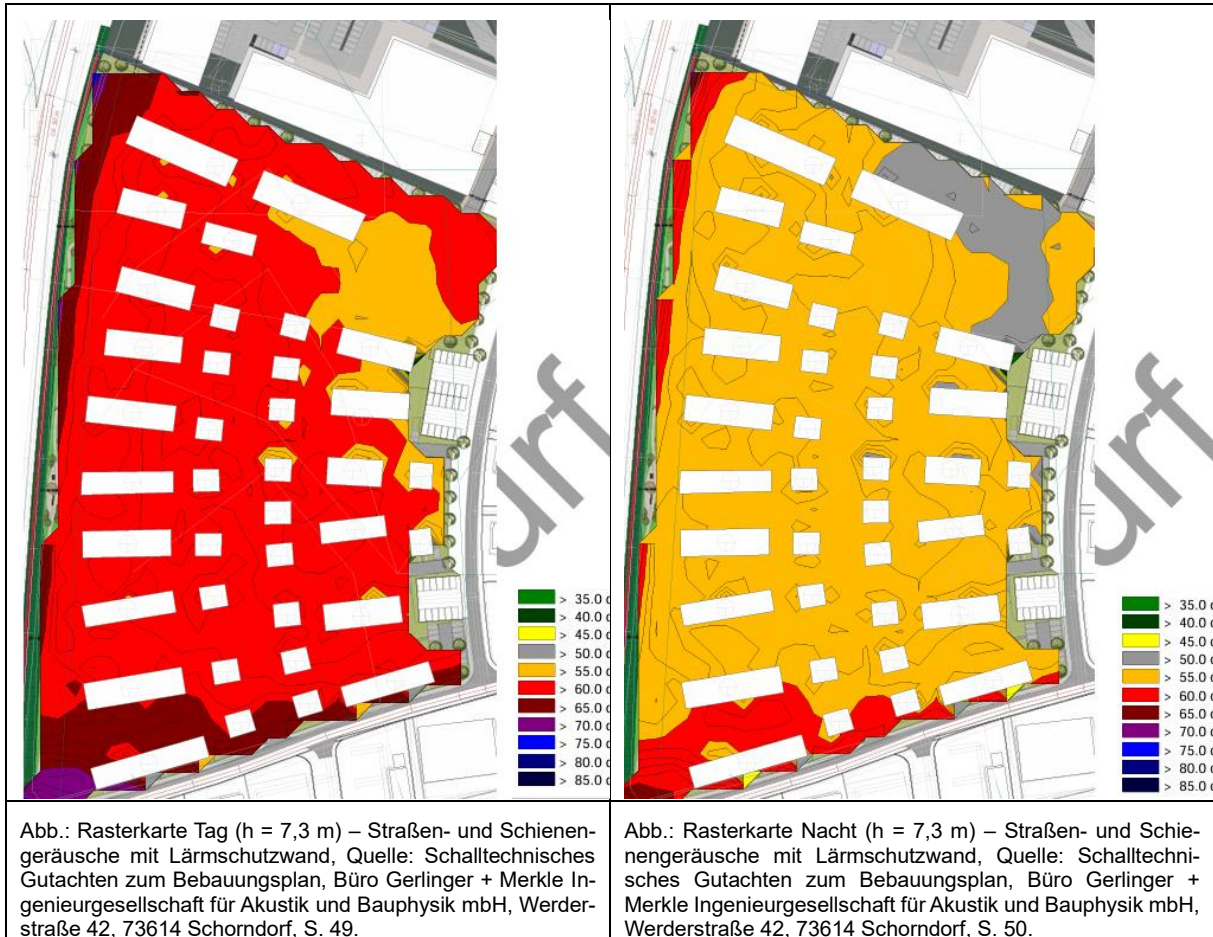 urf
> 35.0 d
> 40.0 d
> 45.0 d
> 50.0 d
> 55.0 d
> 60.0 d
> 65.0 d
> 70.0 d
> 75.0 d
> 80.0 d
> 85.0 d
urf
> 35.0 d
> 40.0 d
> 45.0 d
> 50.0 d
> 55.0 d
> 60.0 d
> 65.0 d
> 70.0 d
> 75.0 d
> 80.0 d
> 85.0 d
Abb.: Rasterkarte Tag (h = 7,3 m) – Straßen- und Schienen-
geräusche mit Lärmschutzwand, Quelle: Schalltechnisches
Gutachten zum Bebauungsplan, Büro Gerlinger + Merkle In-
genieurgesellschaft für Akustik und Bauphysik mbH, Werder-
straße 42, 73614 Schorndorf, S. 49.
Abb.: Rasterkarte Nacht (h = 7,3 m) – Straßen- und Schie-
nengeräusche mit Lärmschutzwand, Quelle: Schalltechni-
sches Gutachten zum Bebauungsplan, Büro Gerlinger +
Merkle Ingenieurgesellschaft für Akustik und Bauphysik mbH,
Werderstraße 42, 73614 Schorndorf, S. 50.